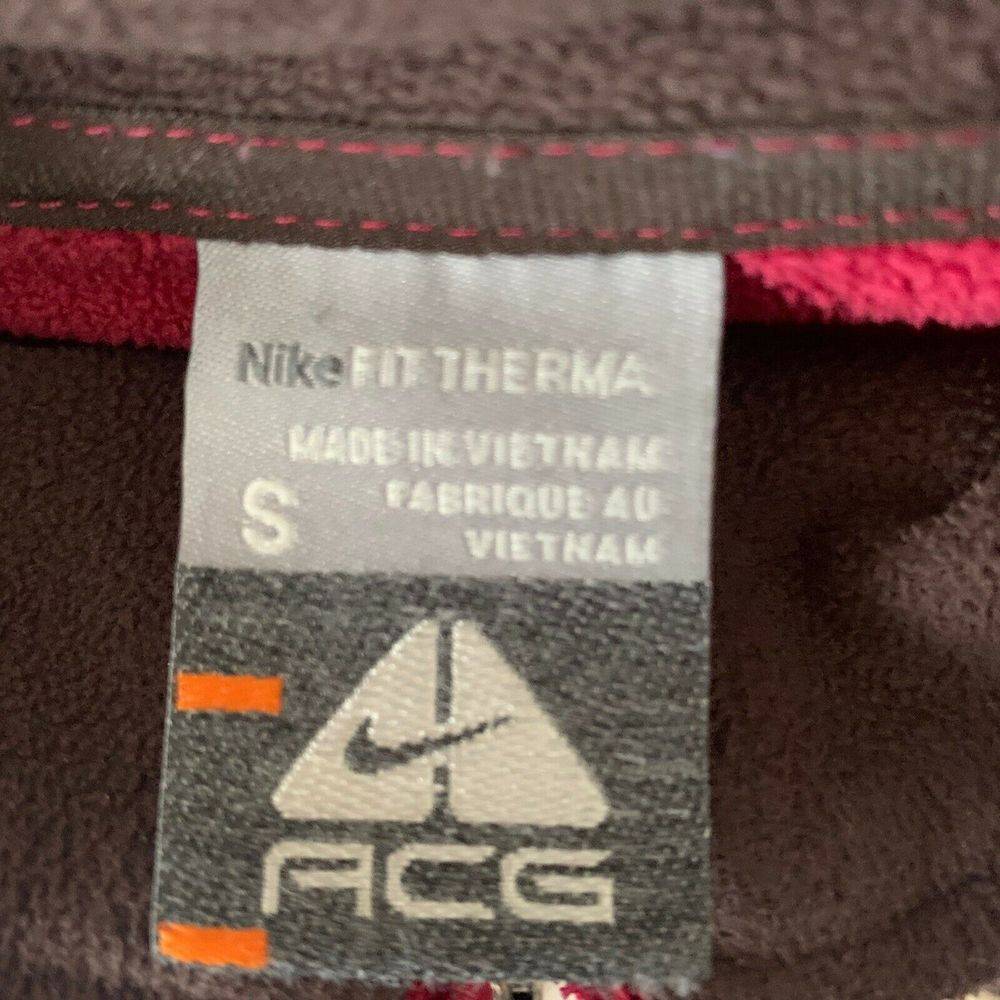 Nike FIT THERMA
MADE IN VIETNAM
S
FABRIQUE AU
VIETNAM
ACG